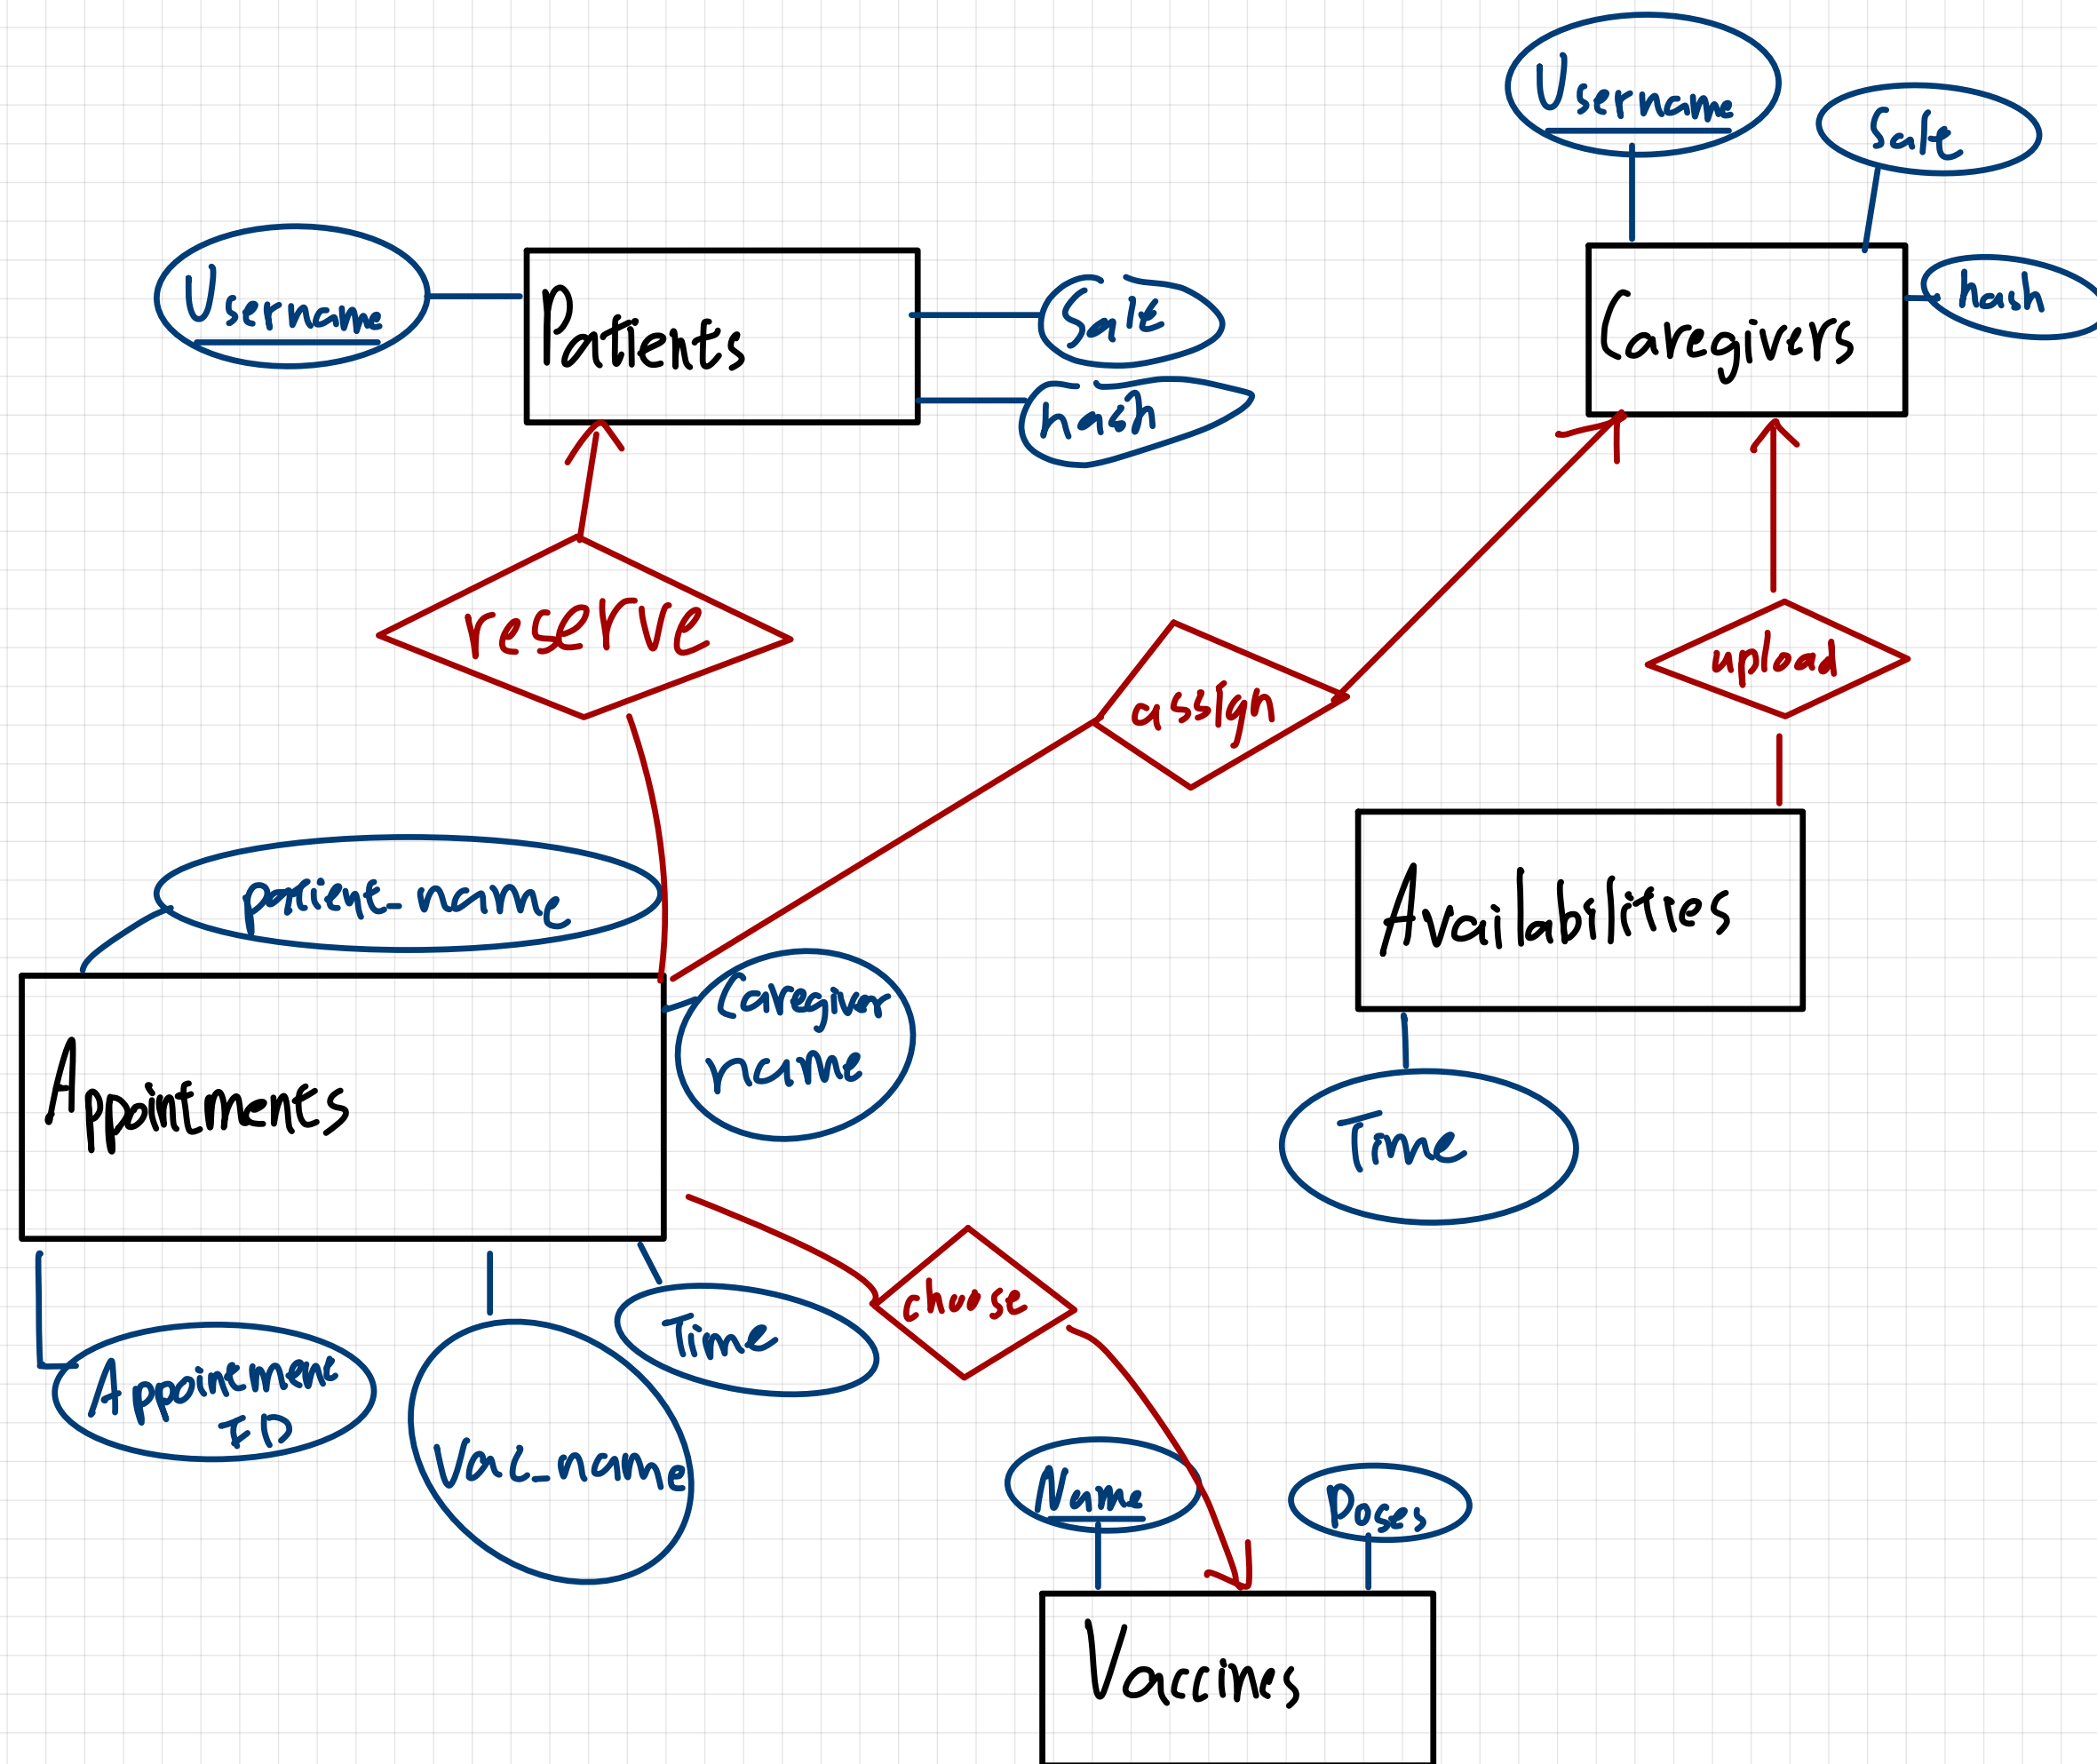 Username
Salt
hash
Caregivers
Username
Patients
Salt
hash
reserve
assign
upload
patient_name
Caregiver
name
Availabilities
Appointments
Time
Appointment
ID
Vac_name
Time
choose
Name
Doses
Vaccines